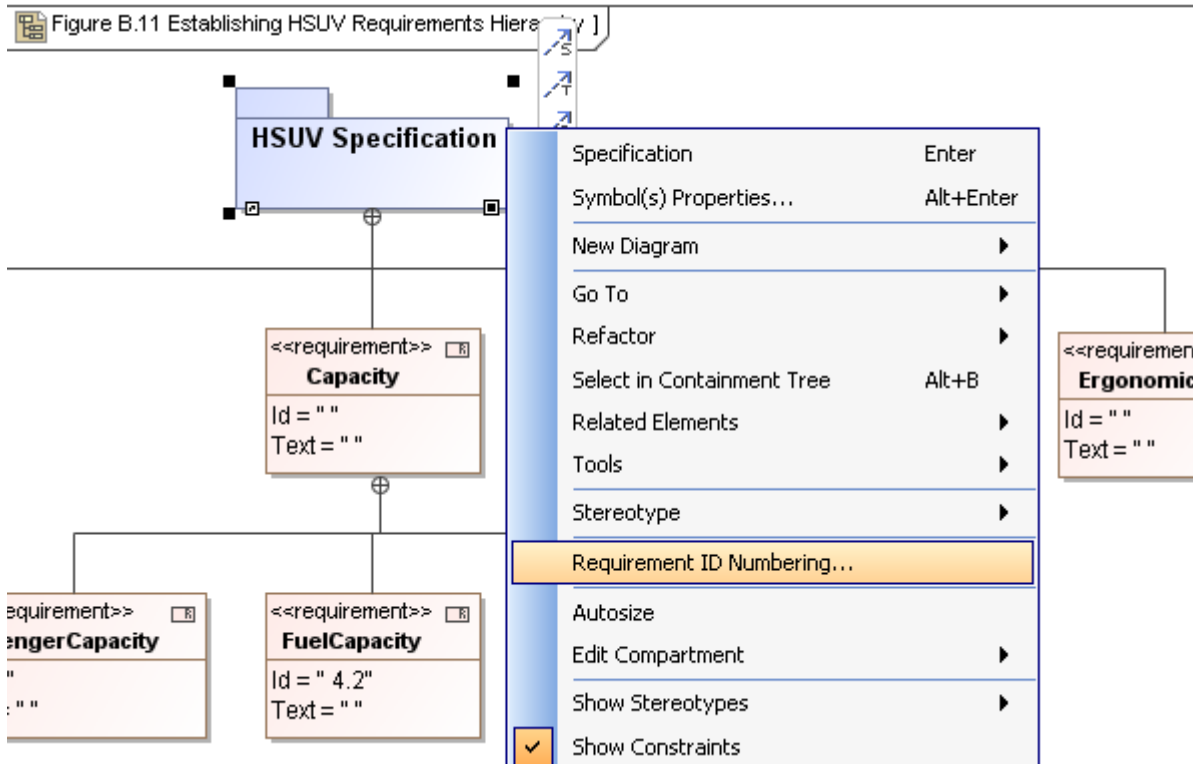 Figure B.11 Establishing HSUV Requirements Hiera y ]
S
T
HSUV Specification
Specification Enter
Symbol(s) Properties... Alt+Enter
New Diagram
Go To
Refactor
Select in Containment Tree Alt+B
Related Elements
Tools
Stereotype
Requirement ID Numbering...
Autosize
Edit Compartment
Show Stereotypes
Show Constraints
<<requirement>>
Capacity
Id = " "
Text = " "
<<requiremen
Ergonomic
Id = " "
Text = " "
equirement>>
engerCapacity
"
= " "
<<requirement>>
FuelCapacity
Id = " 4.2"
Text = " "